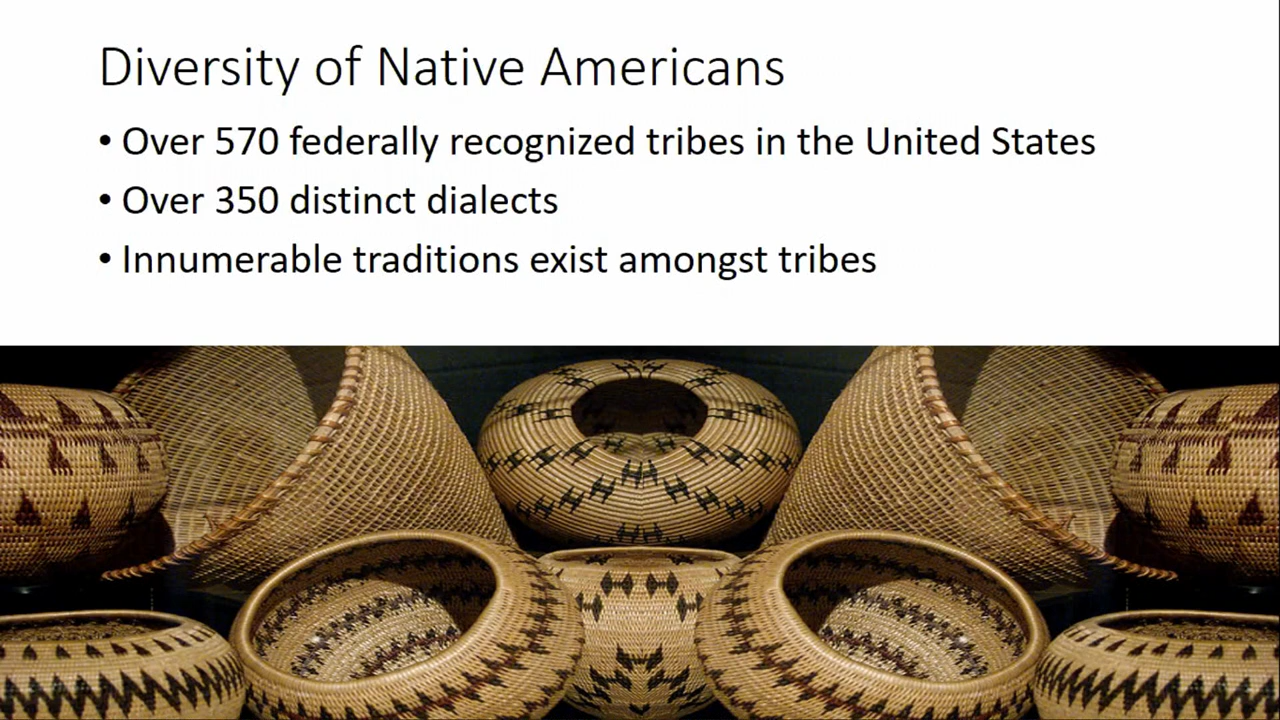 Diversity of Native Americans
• Over 570 federally recognized tribes in the United States
• Over 350 distinct dialects
• Innumerable traditions exist amongst tribes